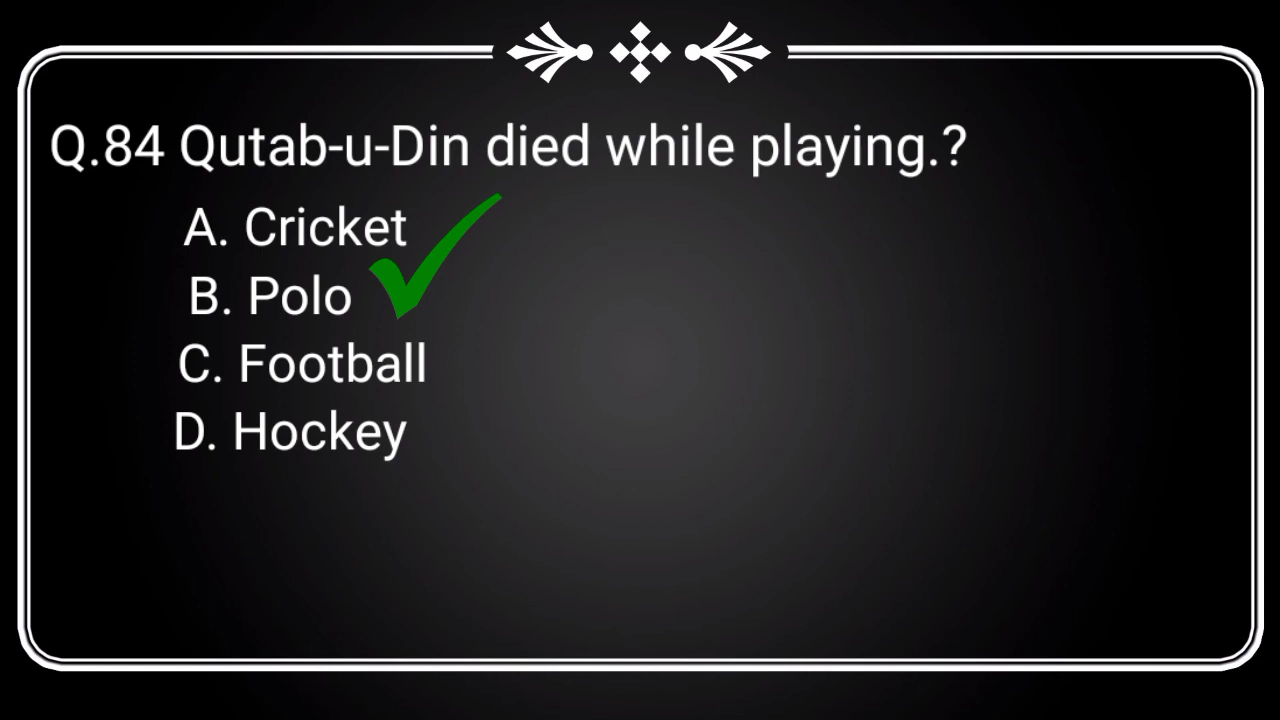 Q.84 Qutab-u-Din died while playing.?
A. Cricket
B. Polo
C. Football
D. Hockey